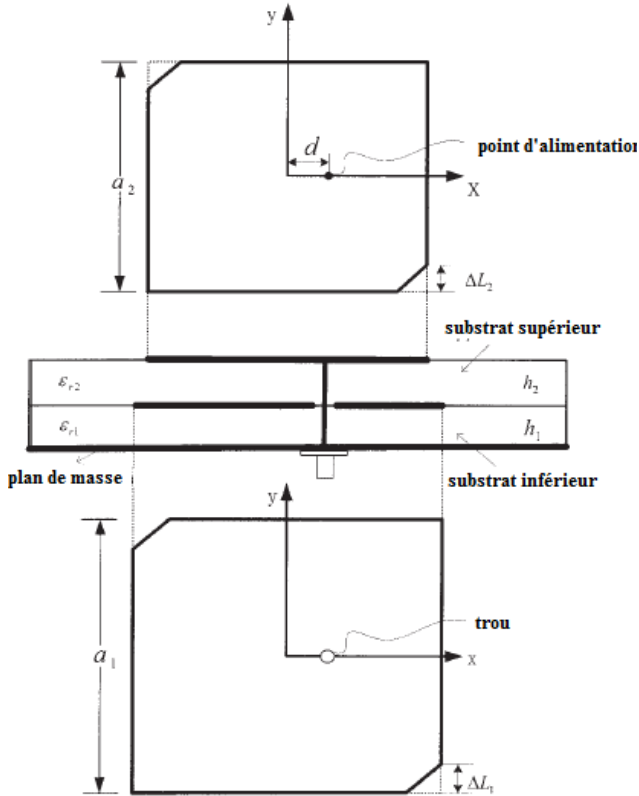 y
d
point d'alimentation
a₂
X
ΔL₂
substrat supérieur
εᵣ₂
h₂
εᵣ₁
h₁
plan de masse
substrat inférieur
y
trou
a₁
x
ΔL₁